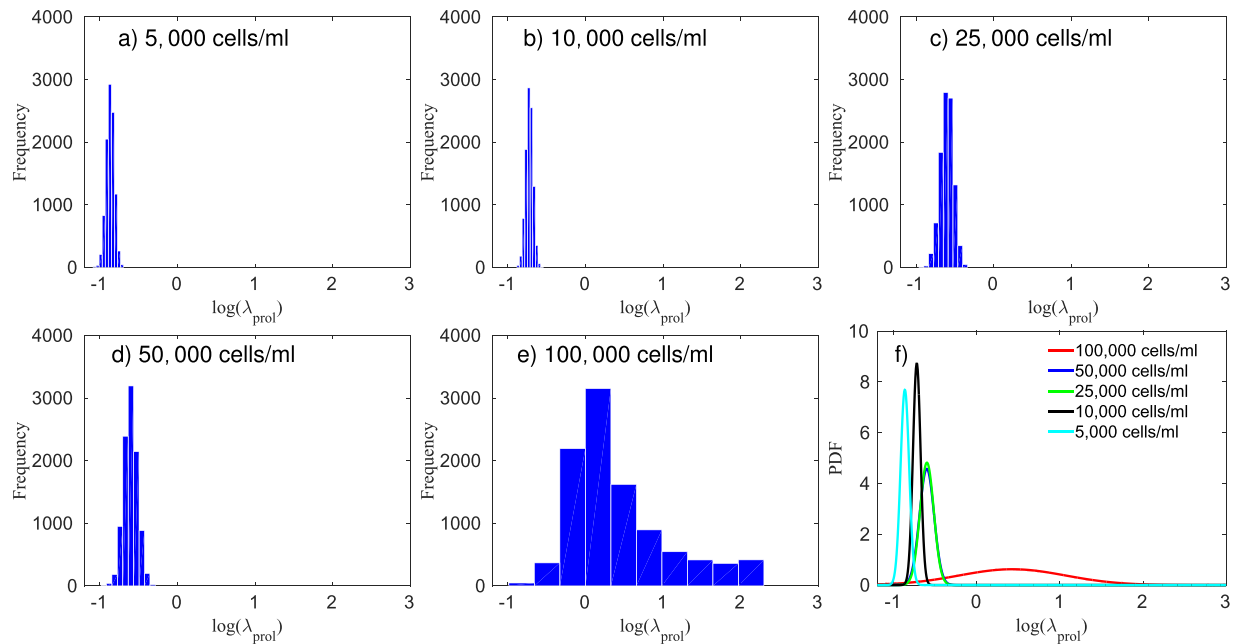 a) 5, 000 cells/ml
4000
3000
2000
1000
0
Frequency
-1 0 1 2 3
log(λprol)
b) 10, 000 cells/ml
4000
3000
2000
1000
0
Frequency
-1 0 1 2 3
log(λprol)
c) 25, 000 cells/ml
4000
3000
2000
1000
0
Frequency
-1 0 1 2 3
log(λprol)
d) 50, 000 cells/ml
4000
3000
2000
1000
0
Frequency
-1 0 1 2 3
log(λprol)
e) 100, 000 cells/ml
4000
3000
2000
1000
0
Frequency
-1 0 1 2 3
log(λprol)
f)
100,000 cells/ml
50,000 cells/ml
25,000 cells/ml
10,000 cells/ml
5,000 cells/ml
10
8
6
4
2
0
PDF
-1 0 1 2 3
log(λprol)